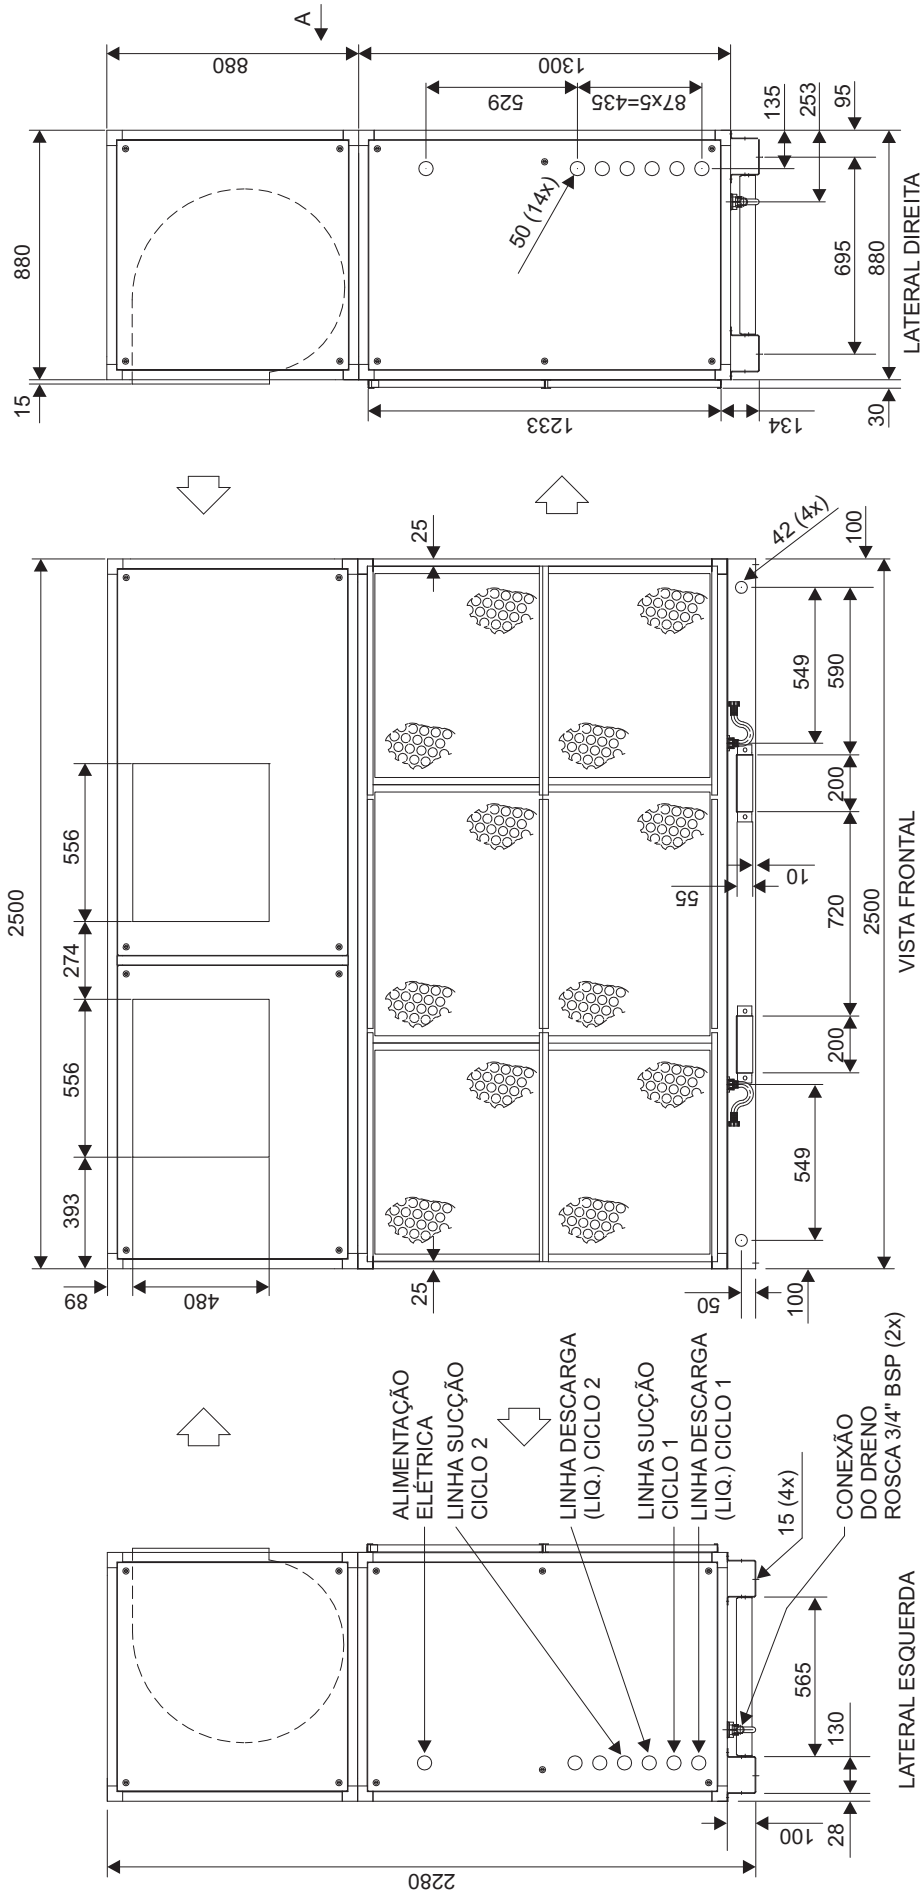 2280
28
130
565
100
15 (4x)
ALIMENTAÇÃO
ELÉTRICA
LINHA SUCÇÃO
CICLO 2
LINHA DESCARGA
(LIQ.) CICLO 2
LINHA SUCÇÃO
CICLO 1
LINHA DESCARGA
(LIQ.) CICLO 1
CONEXÃO
DO DRENO
ROSCA 3/4" BSP (2x)
LATERAL ESQUERDA
2500
393
556
274
556
89
480
25
25
50
100
549
200
720
55
10
200
549
590
42 (4x)
100
2500
VISTA FRONTAL
15
880
880
A
1300
529
87x5=435
50 (14x)
1233
134
30
135
253
695
95
880
LATERAL DIREITA